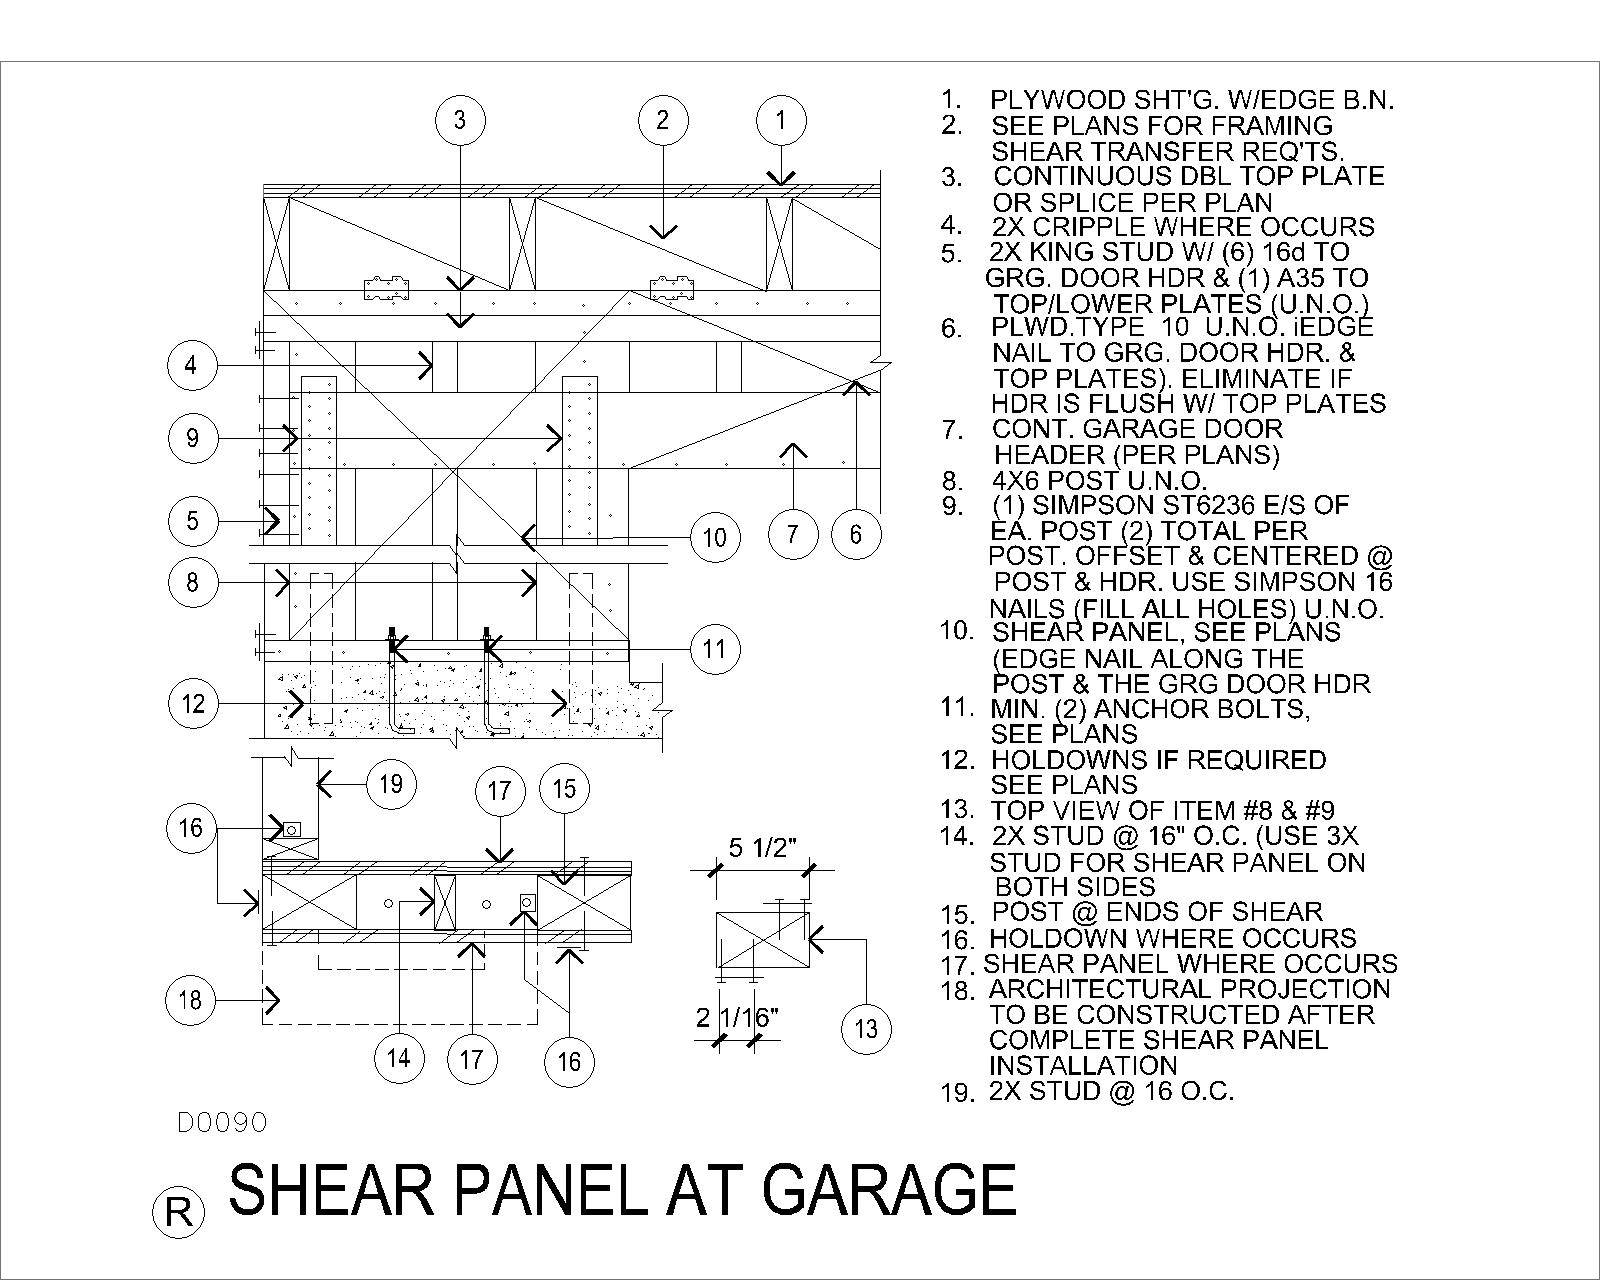 3 2 1
1. PLYWOOD SHT'G. W/EDGE B.N.
2. SEE PLANS FOR FRAMING
SHEAR TRANSFER REQ'TS.
3. CONTINUOUS DBL TOP PLATE
OR SPLICE PER PLAN
4. 2X CRIPPLE WHERE OCCURS
5. 2X KING STUD W/ (6) 16d TO
GRG. DOOR HDR & (1) A35 TO
TOP/LOWER PLATES (U.N.O.)
6. PLWD.TYPE 10 U.N.O. iEDGE
NAIL TO GRG. DOOR HDR. &
TOP PLATES). ELIMINATE IF
HDR IS FLUSH W/ TOP PLATES
7. CONT. GARAGE DOOR
HEADER (PER PLANS)
8. 4X6 POST U.N.O.
9. (1) SIMPSON ST6236 E/S OF
EA. POST (2) TOTAL PER
POST. OFFSET & CENTERED @
POST & HDR. USE SIMPSON 16
NAILS (FILL ALL HOLES) U.N.O.
10. SHEAR PANEL, SEE PLANS
(EDGE NAIL ALONG THE
POST & THE GRG DOOR HDR
11. MIN. (2) ANCHOR BOLTS,
SEE PLANS
12. HOLDOWNS IF REQUIRED
SEE PLANS
13. TOP VIEW OF ITEM #8 & #9
14. 2X STUD @ 16" O.C. (USE 3X
STUD FOR SHEAR PANEL ON
BOTH SIDES
15. POST @ ENDS OF SHEAR
16. HOLDOWN WHERE OCCURS
17. SHEAR PANEL WHERE OCCURS
18. ARCHITECTURAL PROJECTION
TO BE CONSTRUCTED AFTER
COMPLETE SHEAR PANEL
INSTALLATION
19. 2X STUD @ 16 O.C.
4
9
5 10 7 6
8
11
12
19 17 15
16
5 1/2"
18
2 1/16"
14 17 16 13
D0090
R SHEAR PANEL AT GARAGE